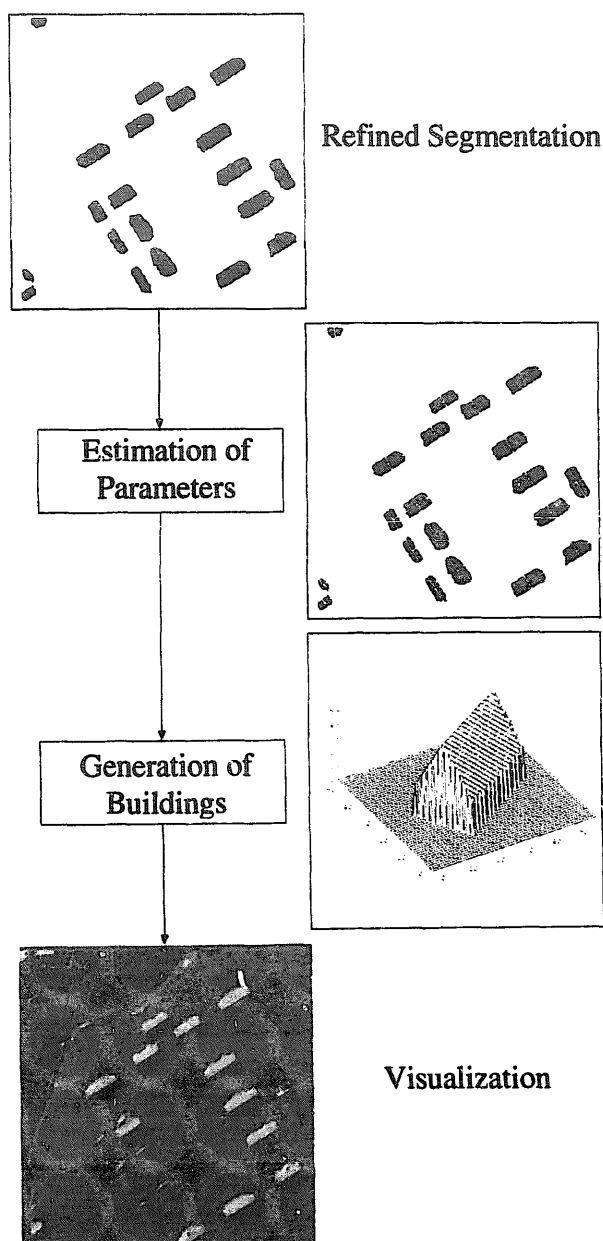 Refined Segmentation
Estimation of
Parameters
Generation of
Buildings
Visualization